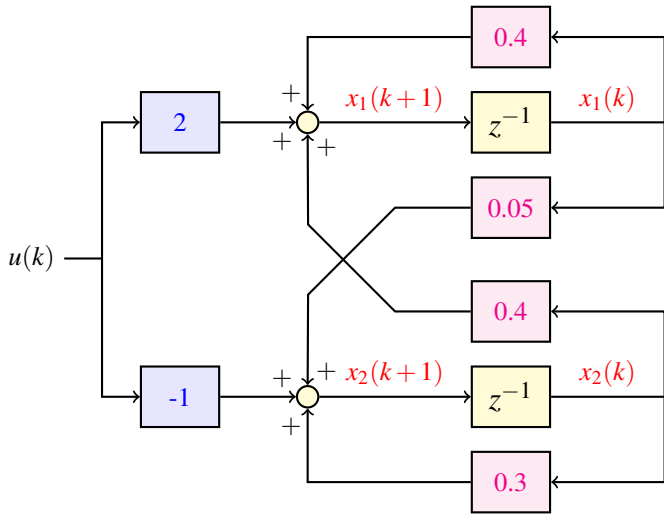 0.4
+
x₁(k+1)
x₁(k)
2
z⁻¹
+
+
0.05
u(k)
0.4
+
+
x₂(k+1)
x₂(k)
-1
z⁻¹
+
0.3